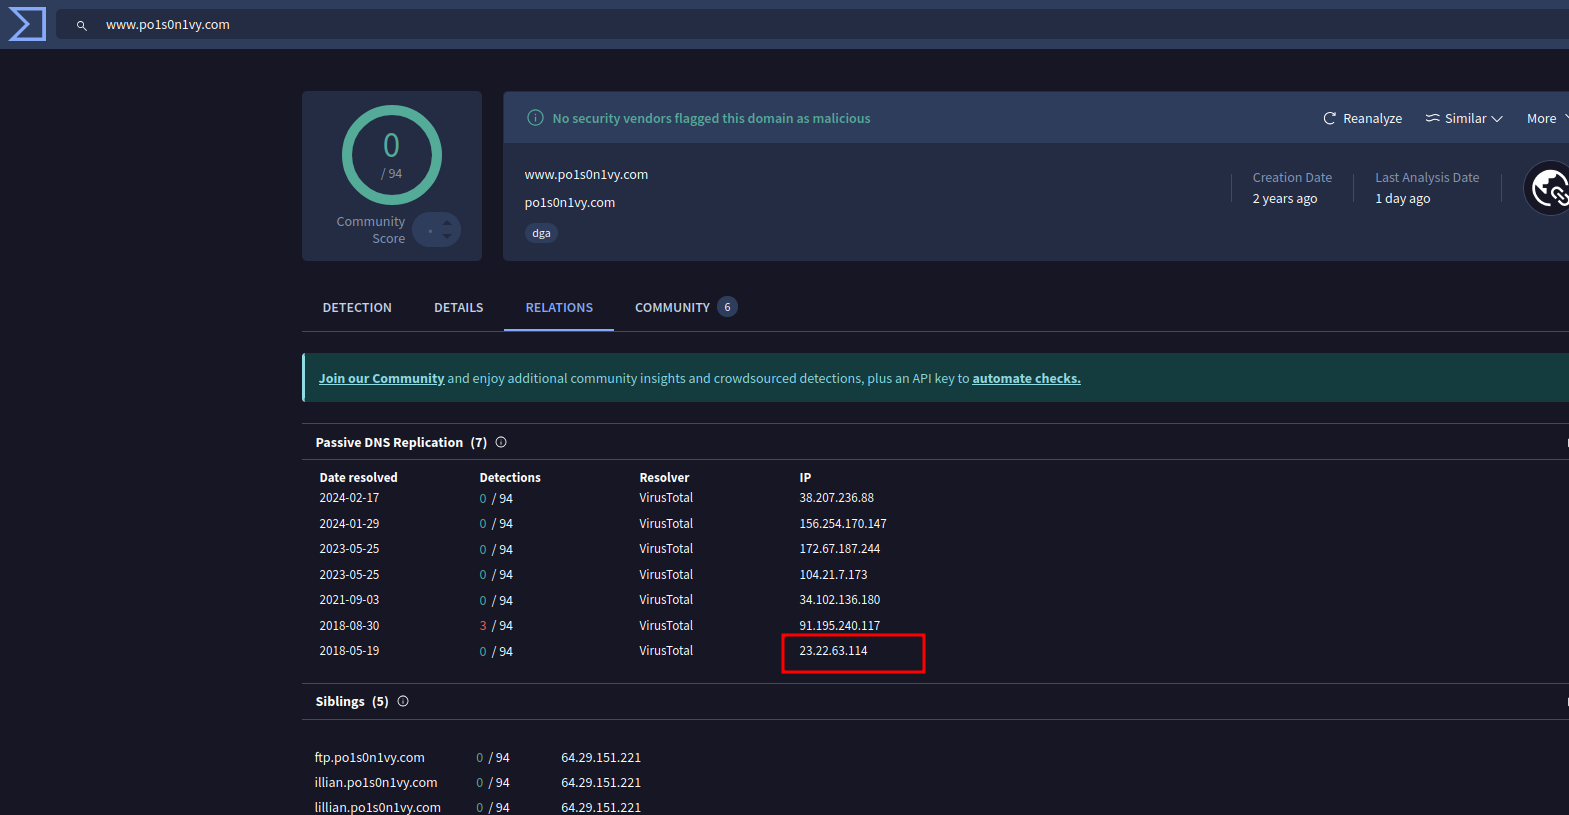 www.po1s0n1vy.com
0
/ 94
Community
Score
No security vendors flagged this domain as malicious
Reanalyze
Similar
More
www.po1s0n1vy.com
po1s0n1vy.com
dga
Creation Date
2 years ago
Last Analysis Date
1 day ago
DETECTION DETAILS RELATIONS COMMUNITY 6
Join our Community and enjoy additional community insights and crowdsourced detections, plus an API key to automate checks.
Passive DNS Replication (7)
Date resolved Detections Resolver IP
2024-02-17 0 / 94 VirusTotal 38.207.236.88
2024-01-29 0 / 94 VirusTotal 156.254.170.147
2023-05-25 0 / 94 VirusTotal 172.67.187.244
2023-05-25 0 / 94 VirusTotal 104.21.7.173
2021-09-03 0 / 94 VirusTotal 34.102.136.180
2018-08-30 3 / 94 VirusTotal 91.195.240.117
2018-05-19 0 / 94 VirusTotal 23.22.63.114
Siblings (5)
ftp.po1s0n1vy.com 0 / 94 64.29.151.221
illian.po1s0n1vy.com 0 / 94 64.29.151.221
lillian.po1s0n1vy.com 0 / 94 64.29.151.221